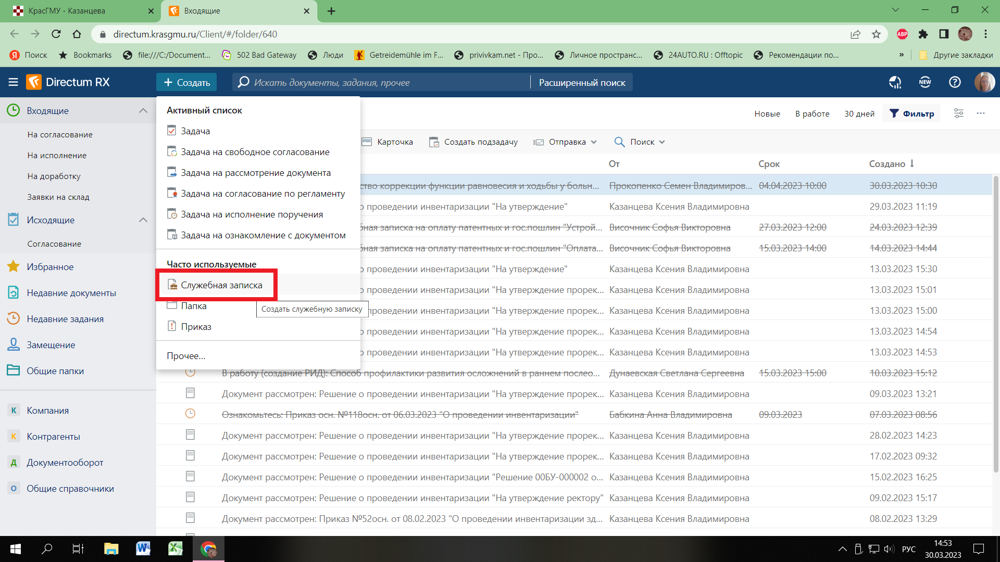 КрасГМУ - Казанцева
Входящие
directum.krasgmu.ru/Client/#/folder/640
ABP
Я Поиск
Bookmarks
file:///C:/Document...
502 Bad Gateway
Люди
Getreidemühle im F...
privivkam.net - Про...
Личное пространс...
24AUTO.RU : Offtopic
Рекомендации по...
»
Другие закладки
Directum RX
+ Создать
Искать документы, задания, прочее
Расширенный поиск
NEW
Входящие
На согласование
На исполнение
На доработку
Заявки на склад
Исходящие
Согласование
Избранное
Недавние документы
Недавние задания
Замещение
Общие папки
К Компания
К Контрагенты
Д Документооборот
О Общие справочники
Активный список
Задача
Задача на свободное согласование
Задача на рассмотрение документа
Задача на согласование по регламенту
Задача на исполнение поручения
Задача на ознакомление с документом
Часто используемые
Служебная записка
Папка
Создать служебную записку
Приказ
Прочее...
Новые
В работе
30 дней
Фильтр
Карточка
Создать подзадачу
Отправка
Поиск
От Срок Создано
коррекции функции равновесия и ходьбы у больн... Прокопенко Семен Владимиров... 04.04.2023 10:00 30.03.2023 10:30
о проведении инвентаризации "На утверждение" Казанцева Ксения Владимировна 29.03.2023 11:19
записка на оплату патентных и гос.пошлин "Устрой... Височник Софья Викторовна 27.03.2023 12:00 24.03.2023 12:39
записка на оплату патентных и гос.пошлин "Оплата... Височник Софья Викторовна 15.03.2023 14:00 14.03.2023 14:44
о проведении инвентаризации "На утверждение" Казанцева Ксения Владимировна 13.03.2023 15:30
проведении инвентаризации "На утверждение прорек... Казанцева Ксения Владимировна 13.03.2023 15:01
проведении инвентаризации "На утверждение прорек... Казанцева Ксения Владимировна 13.03.2023 15:00
проведении инвентаризации "На утверждение прорек... Казанцева Ксения Владимировна 13.03.2023 14:54
о проведении инвентаризации "На утверждение прорек... Казанцева Ксения Владимировна 13.03.2023 14:53
В работу (создание РИД): Способ профилактики развития осложнений в раннем послео... Дунаевская Светлана Сергеевна 15.03.2023 15:00 10.03.2023 15:12
Документ рассмотрен: Решение о проведении инвентаризации "На утверждение прорек... Казанцева Ксения Владимировна 09.03.2023 13:21
Ознакомьтесь: Приказ осн. №118осн. от 06.03.2023 "О проведении инвентаризации" Бабкина Анна Владимировна 09.03.2023 07.03.2023 08:56
Документ рассмотрен: Решение о проведении инвентаризации "На утверждение прорек... Казанцева Ксения Владимировна 28.02.2023 14:23
Документ рассмотрен: Решение о проведении инвентаризации "На утверждение прорек... Казанцева Ксения Владимировна 17.02.2023 09:32
Документ рассмотрен: Решение о проведении инвентаризации "Решение 00БУ-000002 о... Казанцева Ксения Владимировна 15.02.2023 16:25
Документ рассмотрен: Решение о проведении инвентаризации "На утверждение ректору" Казанцева Ксения Владимировна 09.02.2023 15:17
Документ рассмотрен: Приказ №52осн. от 08.02.2023 "О проведении инвентаризации зд... Казанцева Ксения Владимировна 08.02.2023 13:29
РУС
14:53
30.03.2023